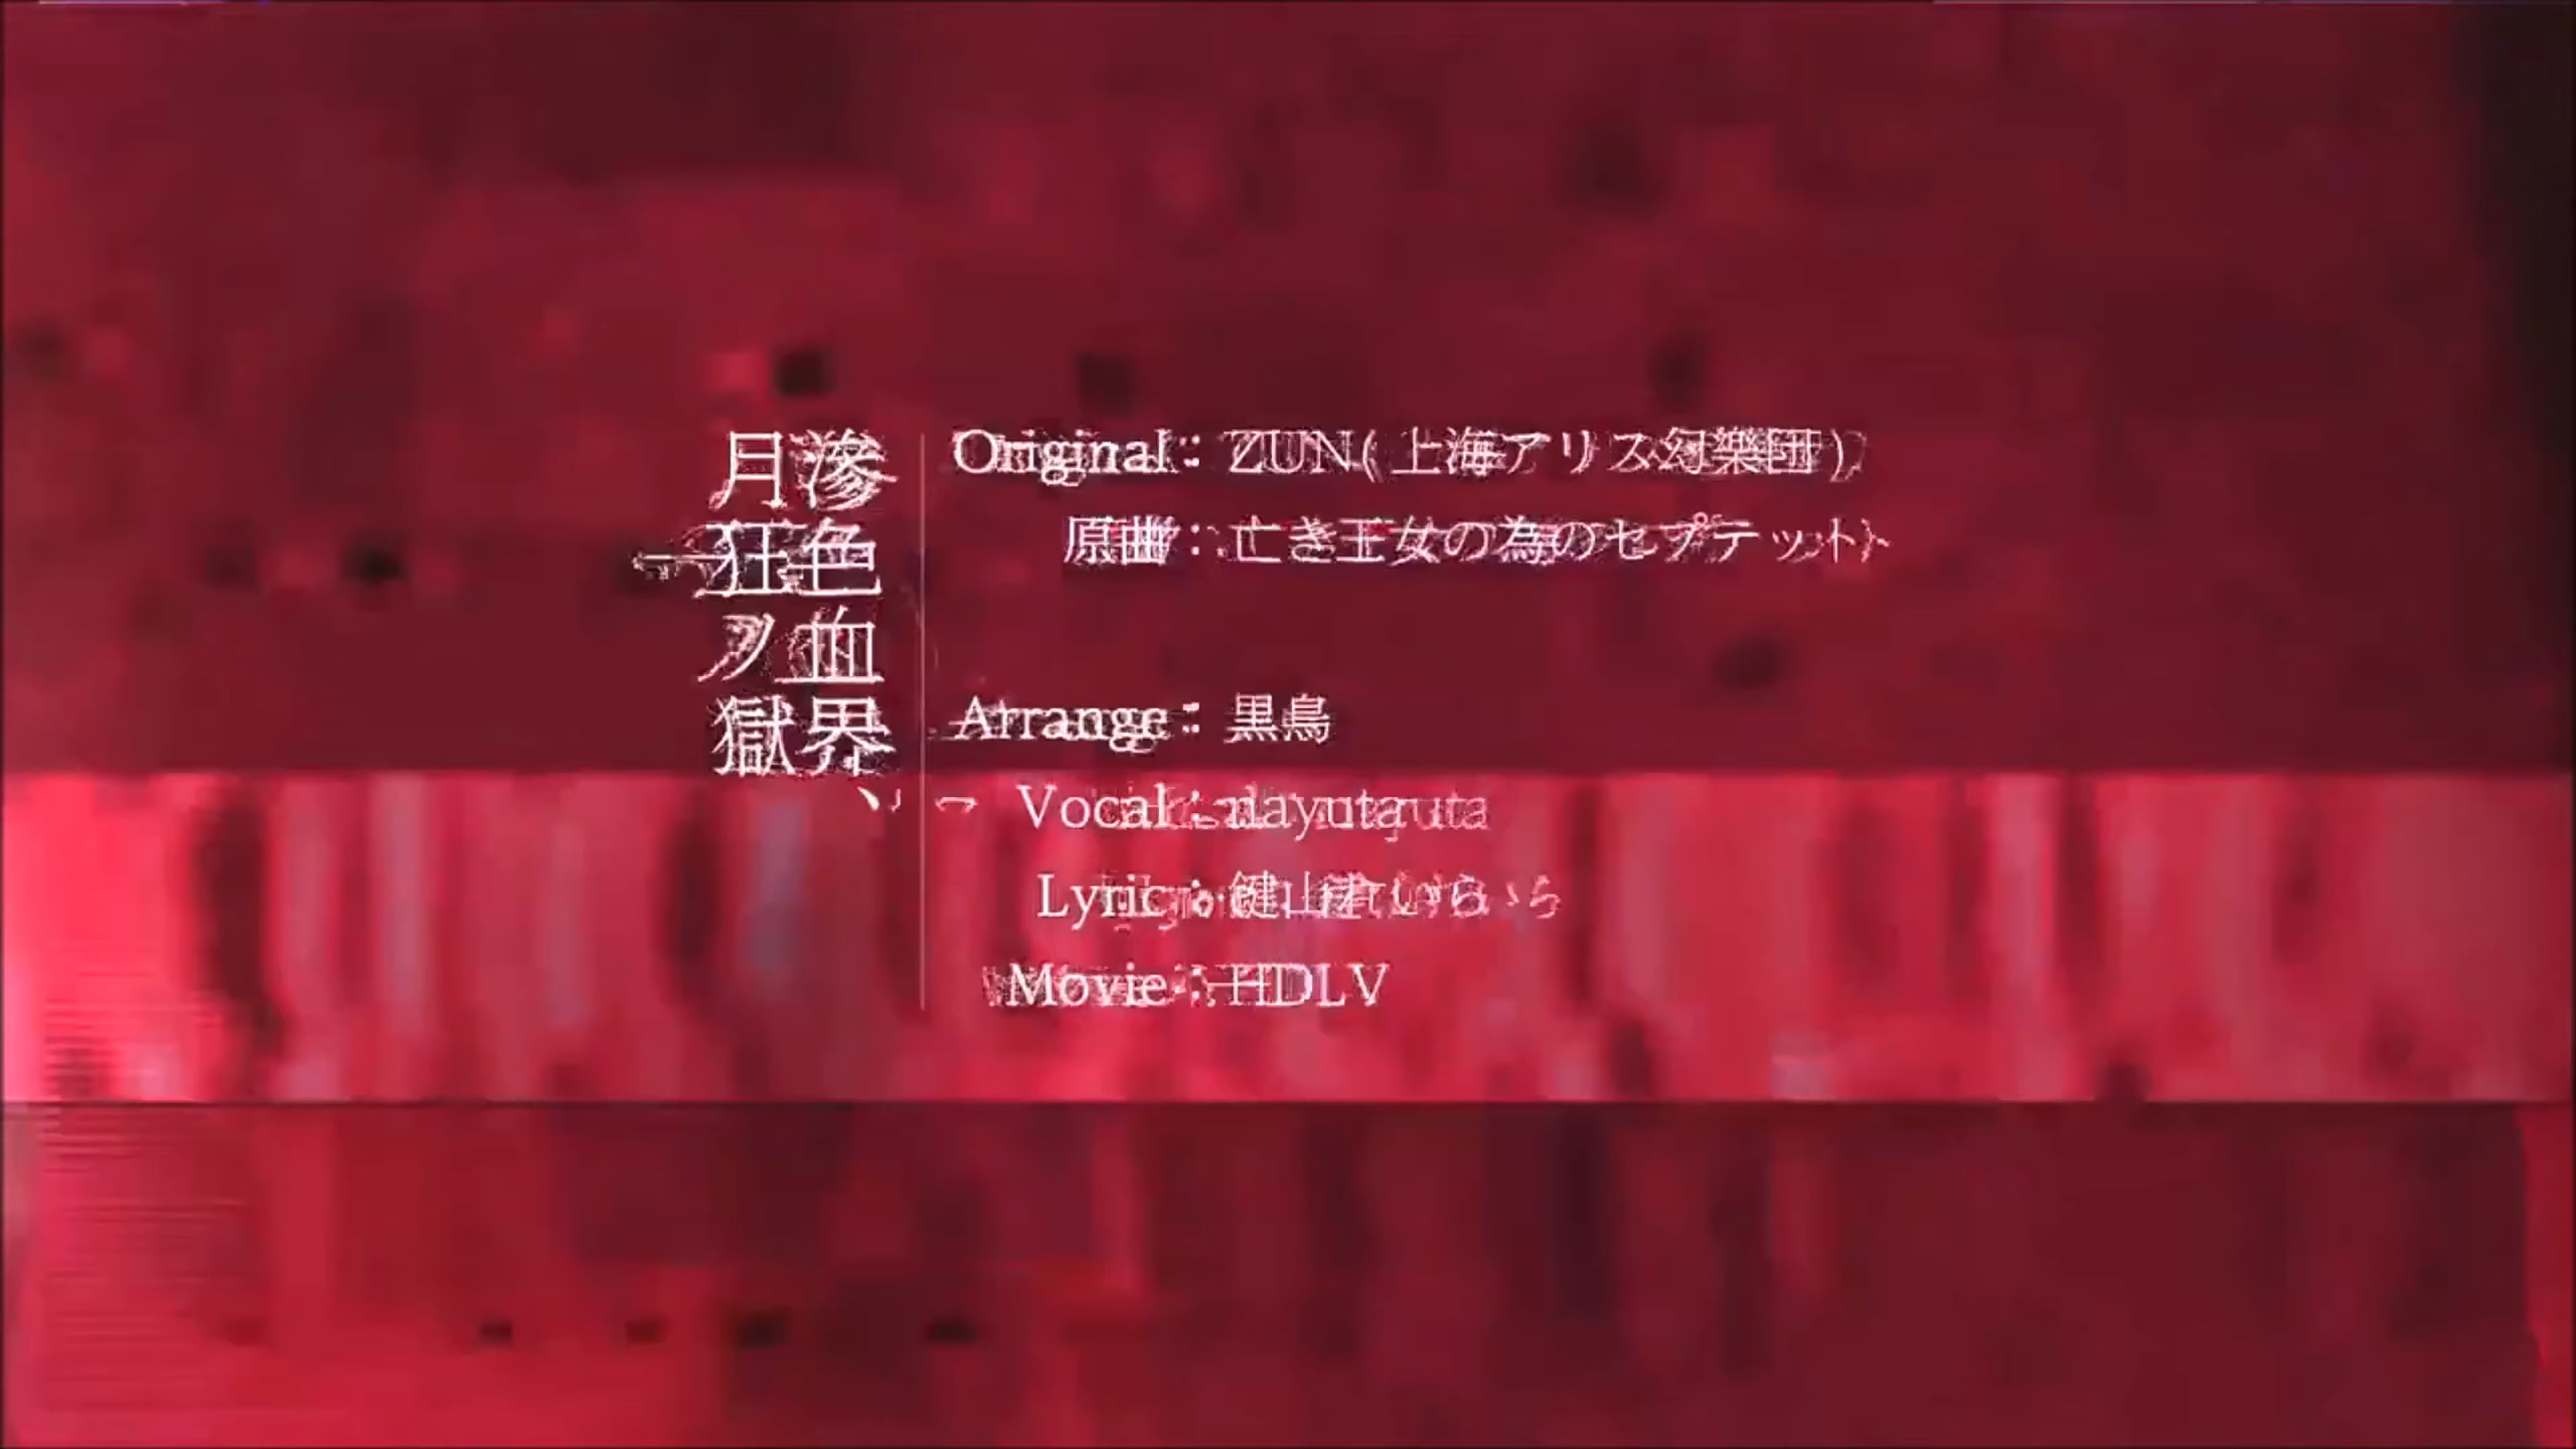 滲色血界、
月狂ノ獄
Original : ZUN(上海アリス幻樂団)
原曲 : 亡き王女の為のセプテット
Arrange : 黒鳥
Vocal : nayuta
Lyric :
Movie : HDLV